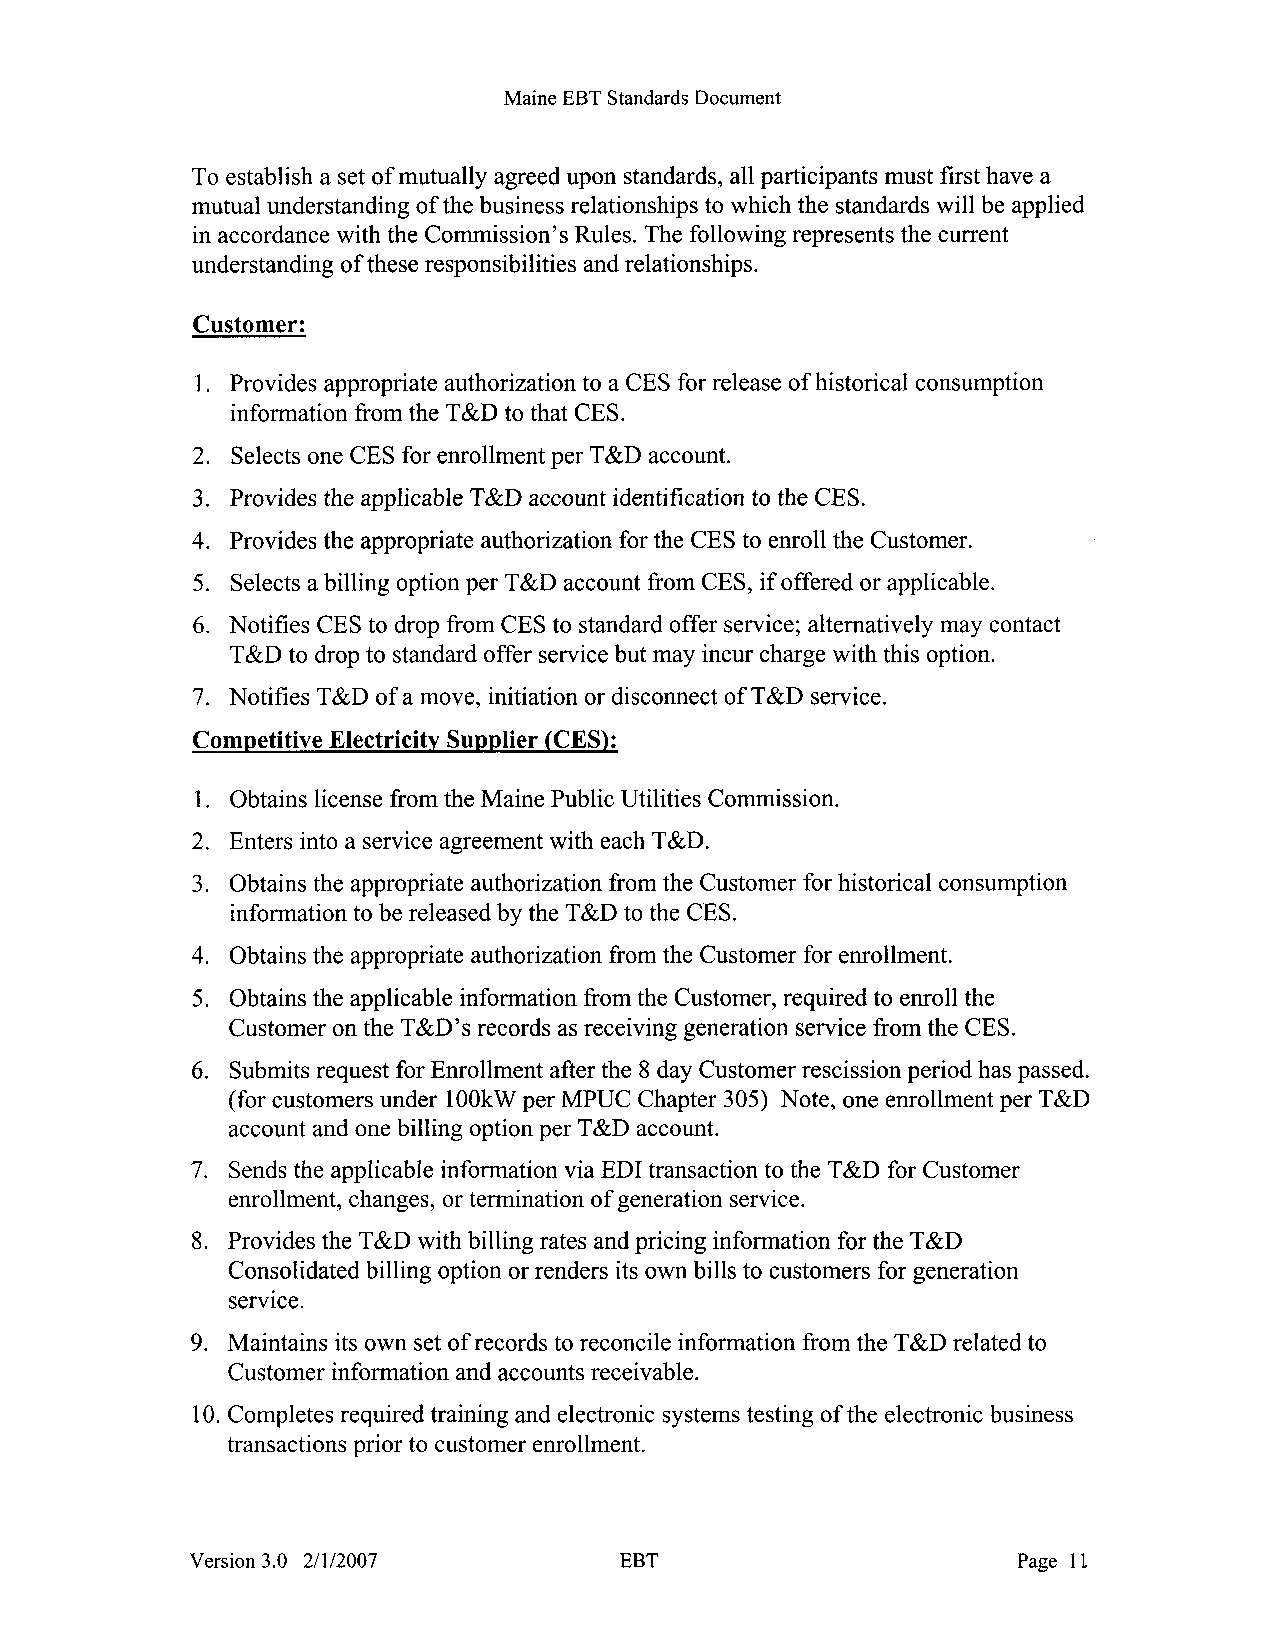 Maine EBT Standards Document
To establish a set of mutually agreed upon standards, all participants must first have a
mutual understanding of the business relationships to which the standards will be applied
in accordance with the Commission's Rules. The following represents the current
understanding of these responsibilities and relationships.
Customer:
1. Provides appropriate authorization to a CES for release of historical consumption
information from the T&D to that CES.
2. Selects one CES for enrollment per T&D account.
3. Provides the applicable T&D account identification to the CES.
4. Provides the appropriate authorization for the CES to enroll the Customer.
5. Selects a billing option per T&D account from CES, if offered or applicable.
6. Notifies CES to drop from CES to standard offer service; alternatively may contact
T&D to drop to standard offer service but may incur charge with this option.
7. Notifies T&D of a move, initiation or disconnect of T&D service.
Competitive Electricity Supplier (CES):
1. Obtains license from the Maine Public Utilities Commission.
2. Enters into a service agreement with each T&D.
3. Obtains the appropriate authorization from the Customer for historical consumption
information to be released by the T&D to the CES.
4. Obtains the appropriate authorization from the Customer for enrollment.
5. Obtains the applicable information from the Customer, required to enroll the
Customer on the T&D's records as receiving generation service from the CES.
6. Submits request for Enrollment after the 8 day Customer rescission period has passed.
(for customers under 100kW per MPUC Chapter 305) Note, one enrollment per T&D
account and one billing option per T&D account.
7. Sends the applicable information via EDI transaction to the T&D for Customer
enrollment, changes, or termination of generation service.
8. Provides the T&D with billing rates and pricing information for the T&D
Consolidated billing option or renders its own bills to customers for generation
service.
9. Maintains its own set of records to reconcile information from the T&D related to
Customer information and accounts receivable.
10. Completes required training and electronic systems testing of the electronic business
transactions prior to customer enrollment.
Version 3.0 2/1/2007 EBT Page 11